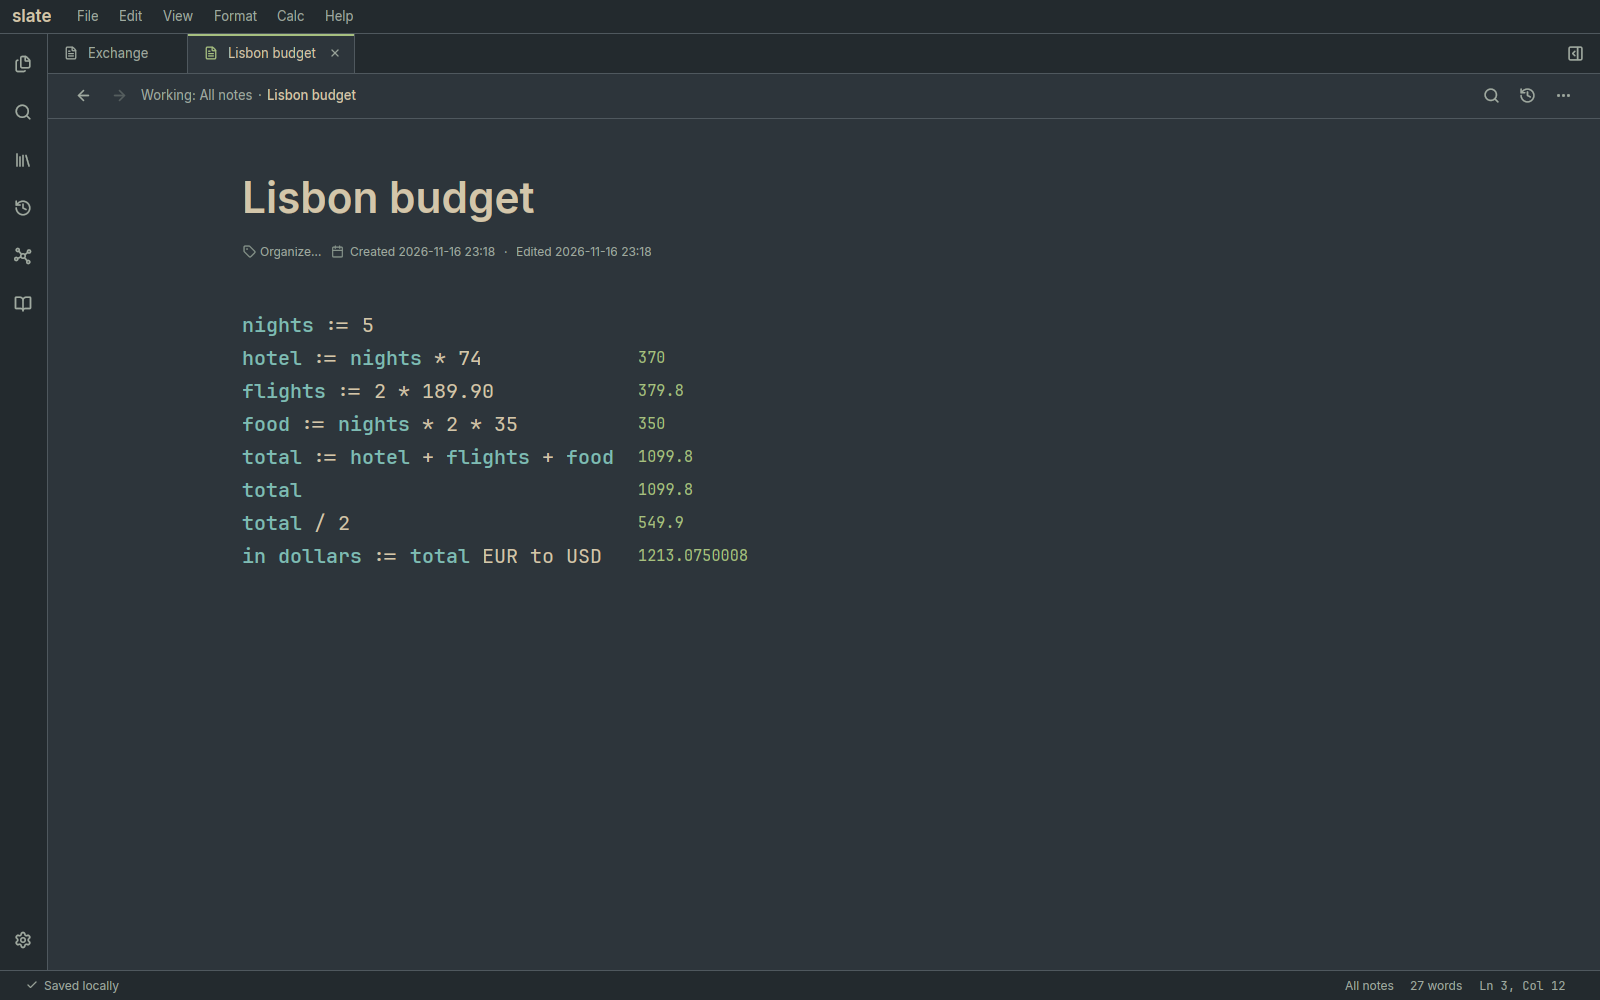 slate File Edit View Format Calc Help
Exchange Lisbon budget
Working: All notes · Lisbon budget
Lisbon budget
Organize... Created 2026-11-16 23:18 · Edited 2026-11-16 23:18
nights := 5
hotel := nights * 74 370
flights := 2 * 189.90 379.8
food := nights * 2 * 35 350
total := hotel + flights + food 1099.8
total 1099.8
total / 2 549.9
in dollars := total EUR to USD 1213.0750008
Saved locally All notes 27 words Ln 3, Col 12